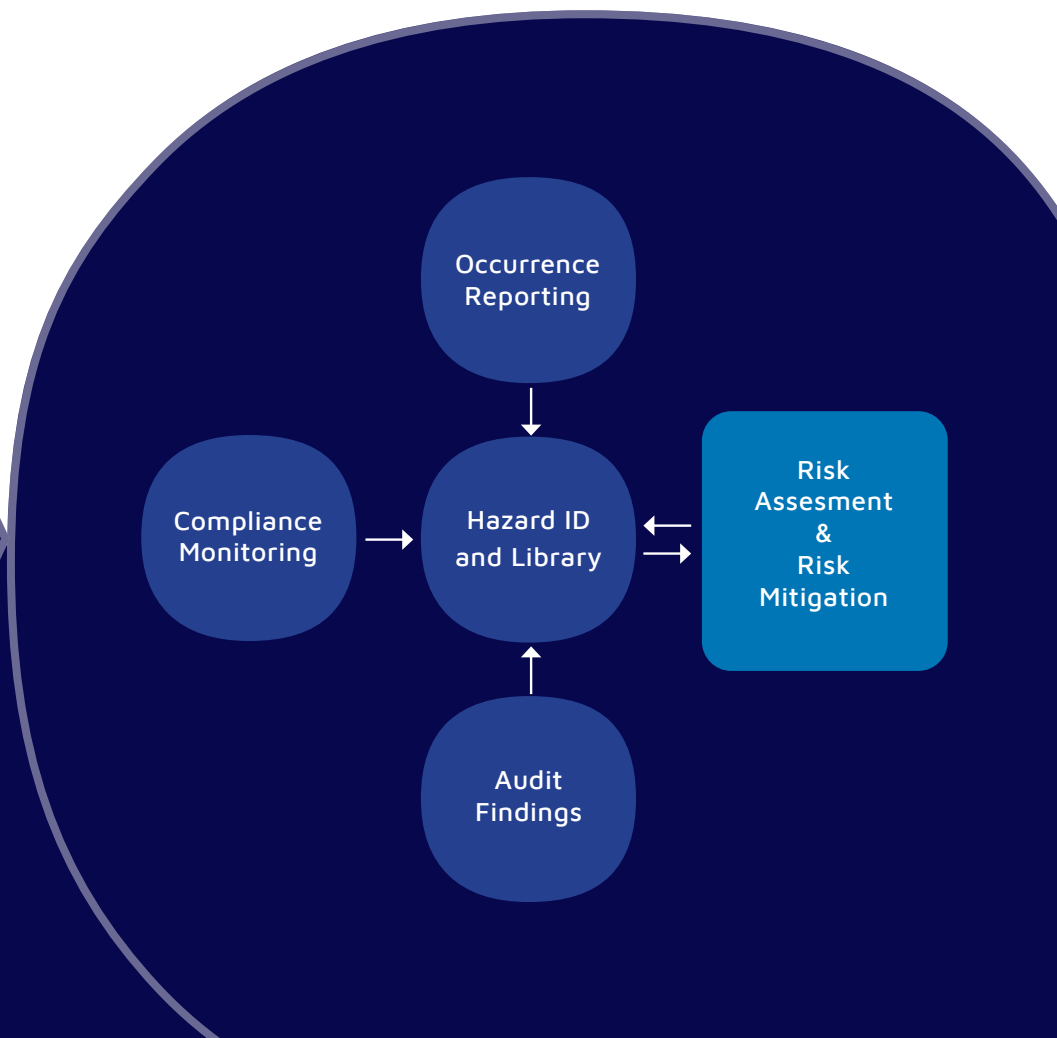 Occurrence
Reporting
Compliance
Monitoring
Hazard ID
and Library
Risk
Assesment
&
Risk
Mitigation
Audit
Findings